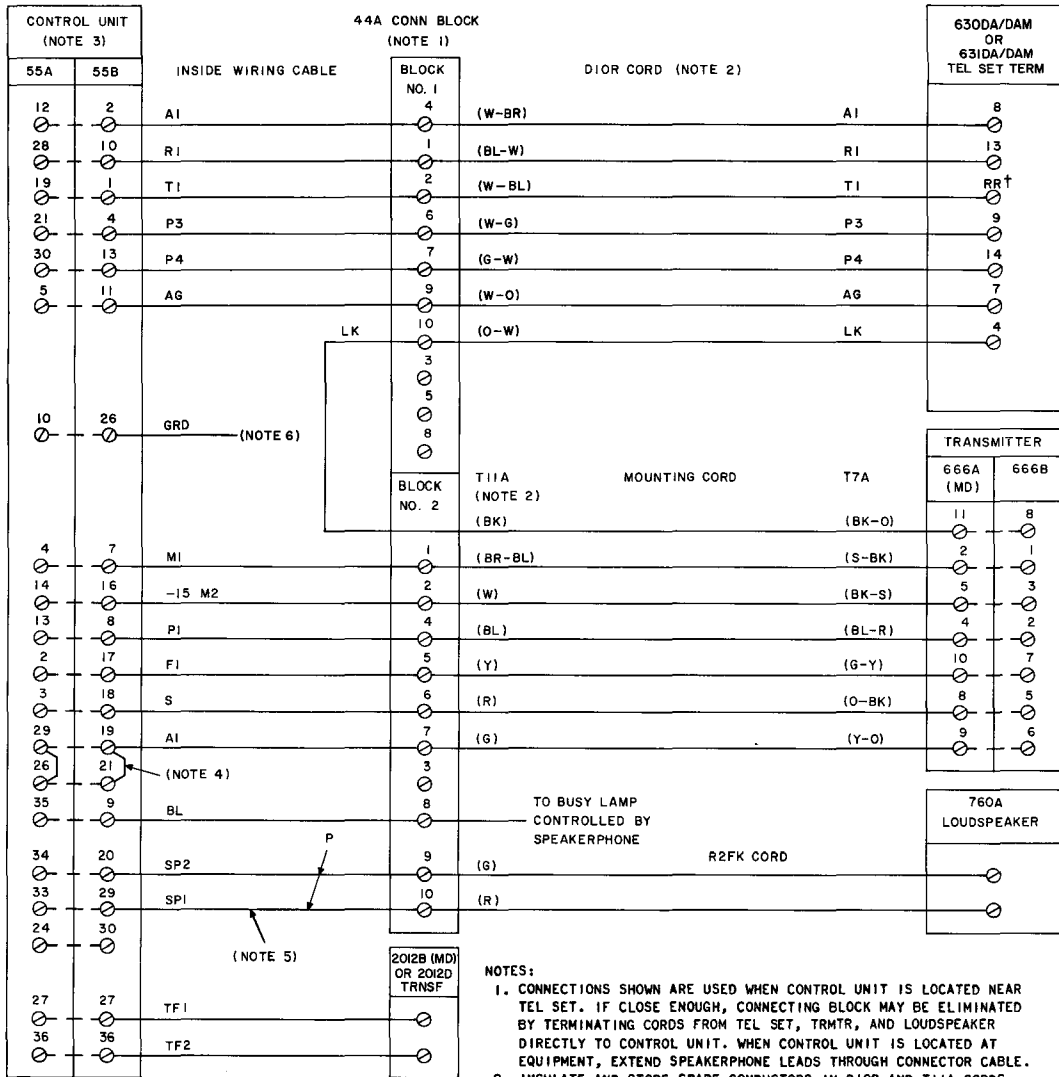 CONTROL UNIT
(NOTE 3)
55A 55B
INSIDE WIRING CABLE
44A CONN BLOCK
(NOTE 1)
BLOCK
NO. 1
DIOR CORD (NOTE 2)
630DA/DAM
OR
631DA/DAM
TEL SET TERM
12 2 A1 4 (W-BR) A1 8
28 10 R1 1 (BL-W) R1 13
19 1 T1 2 (W-BL) T1 RR†
21 4 P3 6 (W-G) P3 9
30 13 P4 7 (G-W) P4 14
5 11 AG 9 (W-O) AG 7
LK 10 (O-W) LK 4
3
5
8
10 26 GRD (NOTE 6)
BLOCK
NO. 2
T11A
(NOTE 2)
MOUNTING CORD
T7A
TRANSMITTER
666A
(MD)
666B
(BK) (BK-O) 11 8
4 7 M1 1 (BR-BL) (S-BK) 2 1
14 16 -15 M2 2 (W) (BK-S) 5 3
13 8 P1 4 (BL) (BL-R) 4 2
2 17 F1 5 (Y) (G-Y) 10 7
3 18 S 6 (R) (O-BK) 8 5
29 19 A1 7 (G) (Y-O) 9 6
26 21 (NOTE 4) 3
35 9 BL 8
TO BUSY LAMP
CONTROLLED BY
SPEAKERPHONE
760A
LOUDSPEAKER
P
34 20 SP2 9 (G) R2FK CORD
33 29 SP1 10 (R)
24 30
(NOTE 5)
2012B (MD)
OR 2012D
TRNSF
27 27 TF1
36 36 TF2
NOTES:
1. CONNECTIONS SHOWN ARE USED WHEN CONTROL UNIT IS LOCATED NEAR
TEL SET. IF CLOSE ENOUGH, CONNECTING BLOCK MAY BE ELIMINATED
BY TERMINATING CORDS FROM TEL SET, TRMTR, AND LOUDSPEAKER
DIRECTLY TO CONTROL UNIT. WHEN CONTROL UNIT IS LOCATED AT
EQUIPMENT, EXTEND SPEAKERPHONE LEADS THROUGH CONNECTOR CABLE.